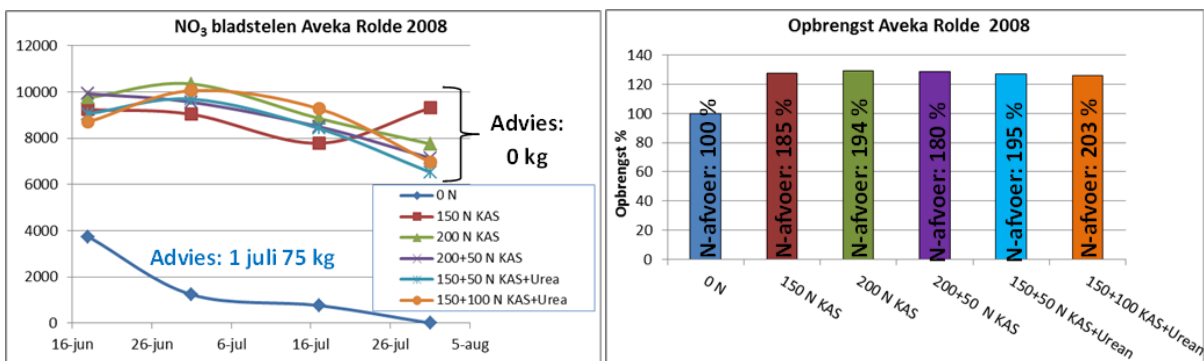 NO₃ bladstelen Aveka Rolde 2008
12000
10000
8000
6000
4000
2000
0
16-jun
26-jun
6-jul
16-jul
26-jul
5-aug
Advies:
0 kg
Advies: 1 juli 75 kg
0 N
150 N KAS
200 N KAS
200+50 N KAS
150+50 N KAS+Urea
150+100 N KAS+Urea
Opbrengst Aveka Rolde 2008
Opbrengst %
140
120
100
80
60
40
20
0
N-afvoer: 100 %
N-afvoer: 185 %
N-afvoer: 194 %
N-afvoer: 180 %
N-afvoer: 195 %
N-afvoer: 203 %
0 N
150 N KAS
200 N KAS
200+50 N KAS
150+50 N KAS+Urean
150+100 KAS+Urean